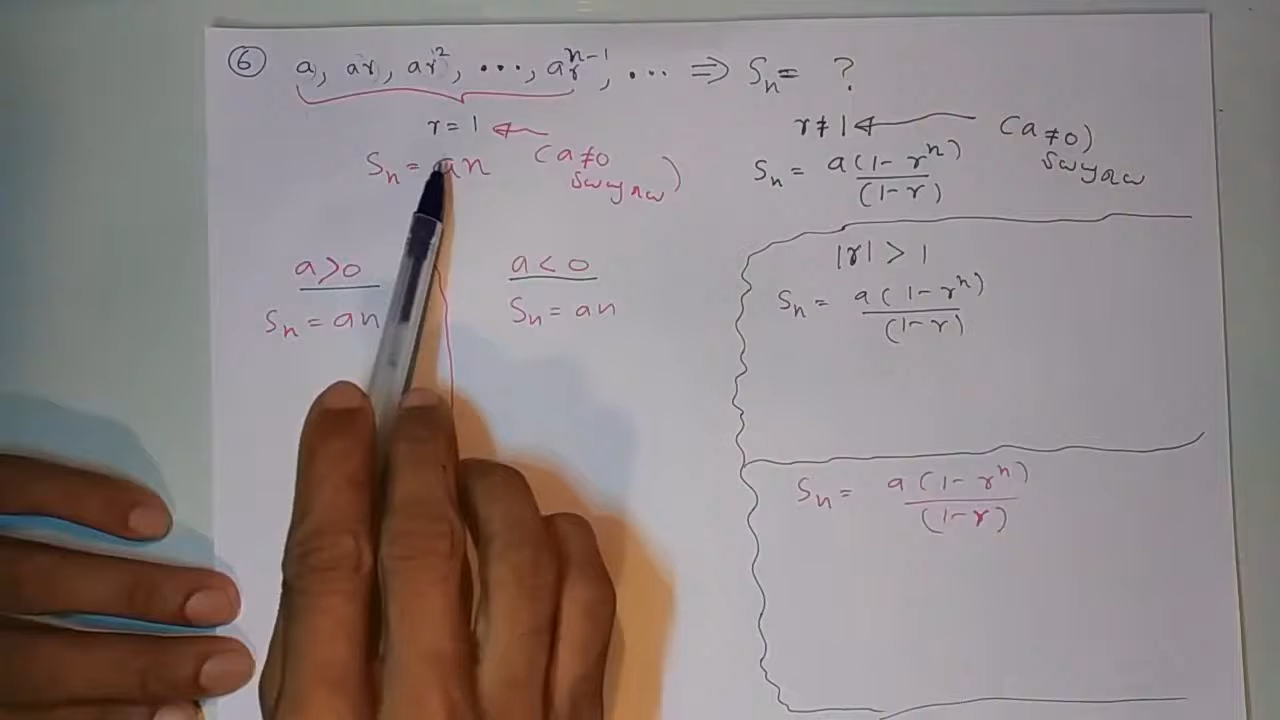 ⑥ a, ar, ar², ..., arⁿ⁻¹, ... ⇒ Sₙ = ?
r = 1
Sₙ = an (a ≠ 0
a > 0
Sₙ = an
a < 0
Sₙ = an
r ≠ 1 (a ≠ 0)
Sₙ = a(1 - rⁿ) / (1 - r)
|r| > 1
Sₙ = a(1 - rⁿ) / (1 - r)
Sₙ = a(1 - rⁿ) / (1 - r)